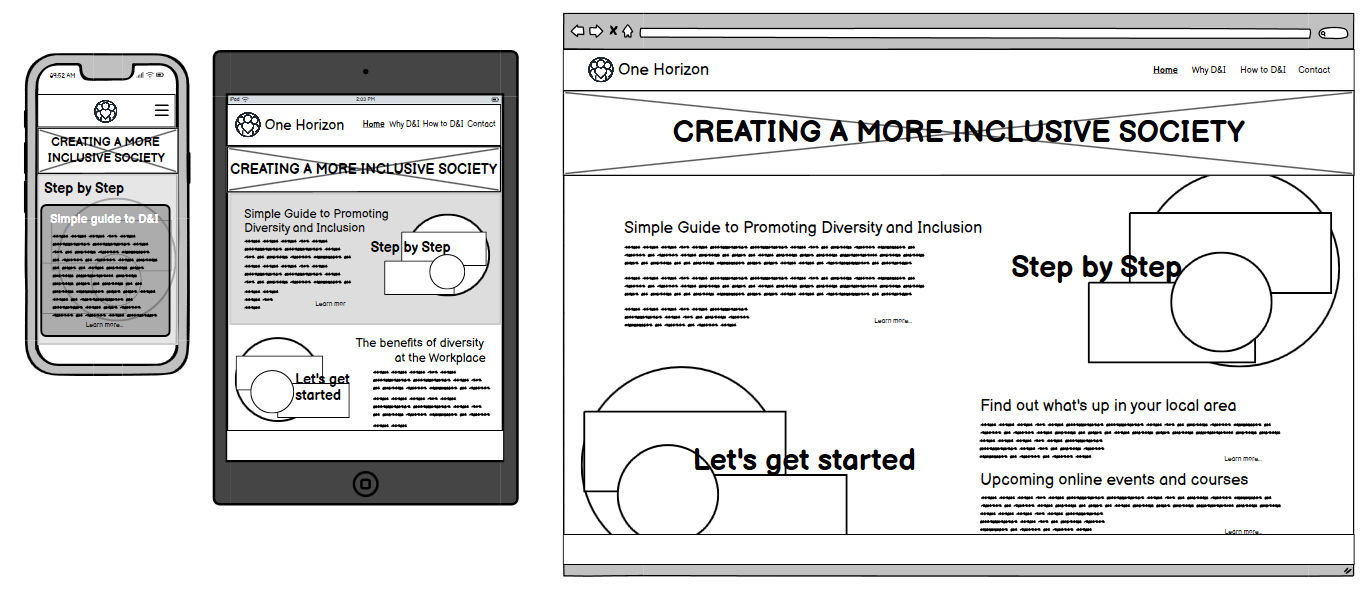 09:52 AM
CREATING A MORE
INCLUSIVE SOCIETY
Step by Step
Simple guide to D&I
Learn more...
iPad
2:03 PM
One Horizon
Home Why D&I How to D&I Contact
CREATING A MORE INCLUSIVE SOCIETY
Simple Guide to Promoting
Diversity and Inclusion
Step by Step
Learn mor
The benefits of diversity
at the Workplace
Let's get
started
One Horizon
Home Why D&I How to D&I Contact
CREATING A MORE INCLUSIVE SOCIETY
Simple Guide to Promoting Diversity and Inclusion
Step by Step
Learn more...
Let's get started
Find out what's up in your local area
Learn more...
Upcoming online events and courses
Learn more...